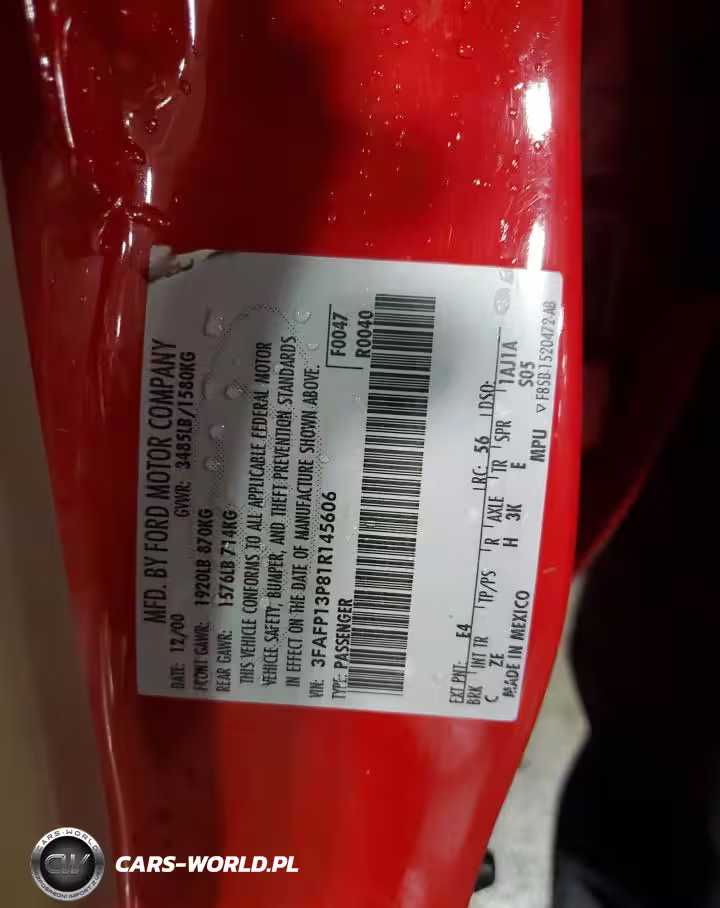 MFD. BY FORD MOTOR COMPANY
DATE: 12/00 GVWR: 3485LB/1580KG
FRONT GAWR: 1920LB 870KG
REAR GAWR: 1576LB 714KG
THIS VEHICLE CONFORMS TO ALL APPLICABLE FEDERAL MOTOR
VEHICLE SAFETY, BUMPER, AND THEFT PREVENTION STANDARDS
IN EFFECT ON THE DATE OF MANUFACTURE SHOWN ABOVE.
VIN: 3FAFP13P81R145606 F0047
TYPE: PASSENGER R0040
EXT PNT: E4 RC: 56 DSO:
BRK INT TR TP/PS R AXLE TR SPR 1AJ1A
C ZE H 3K E S05
MADE IN MEXICO MPU
▽ F85B-1520472-AB
CARS-WORLD
CW
CARS-WORLD.PL